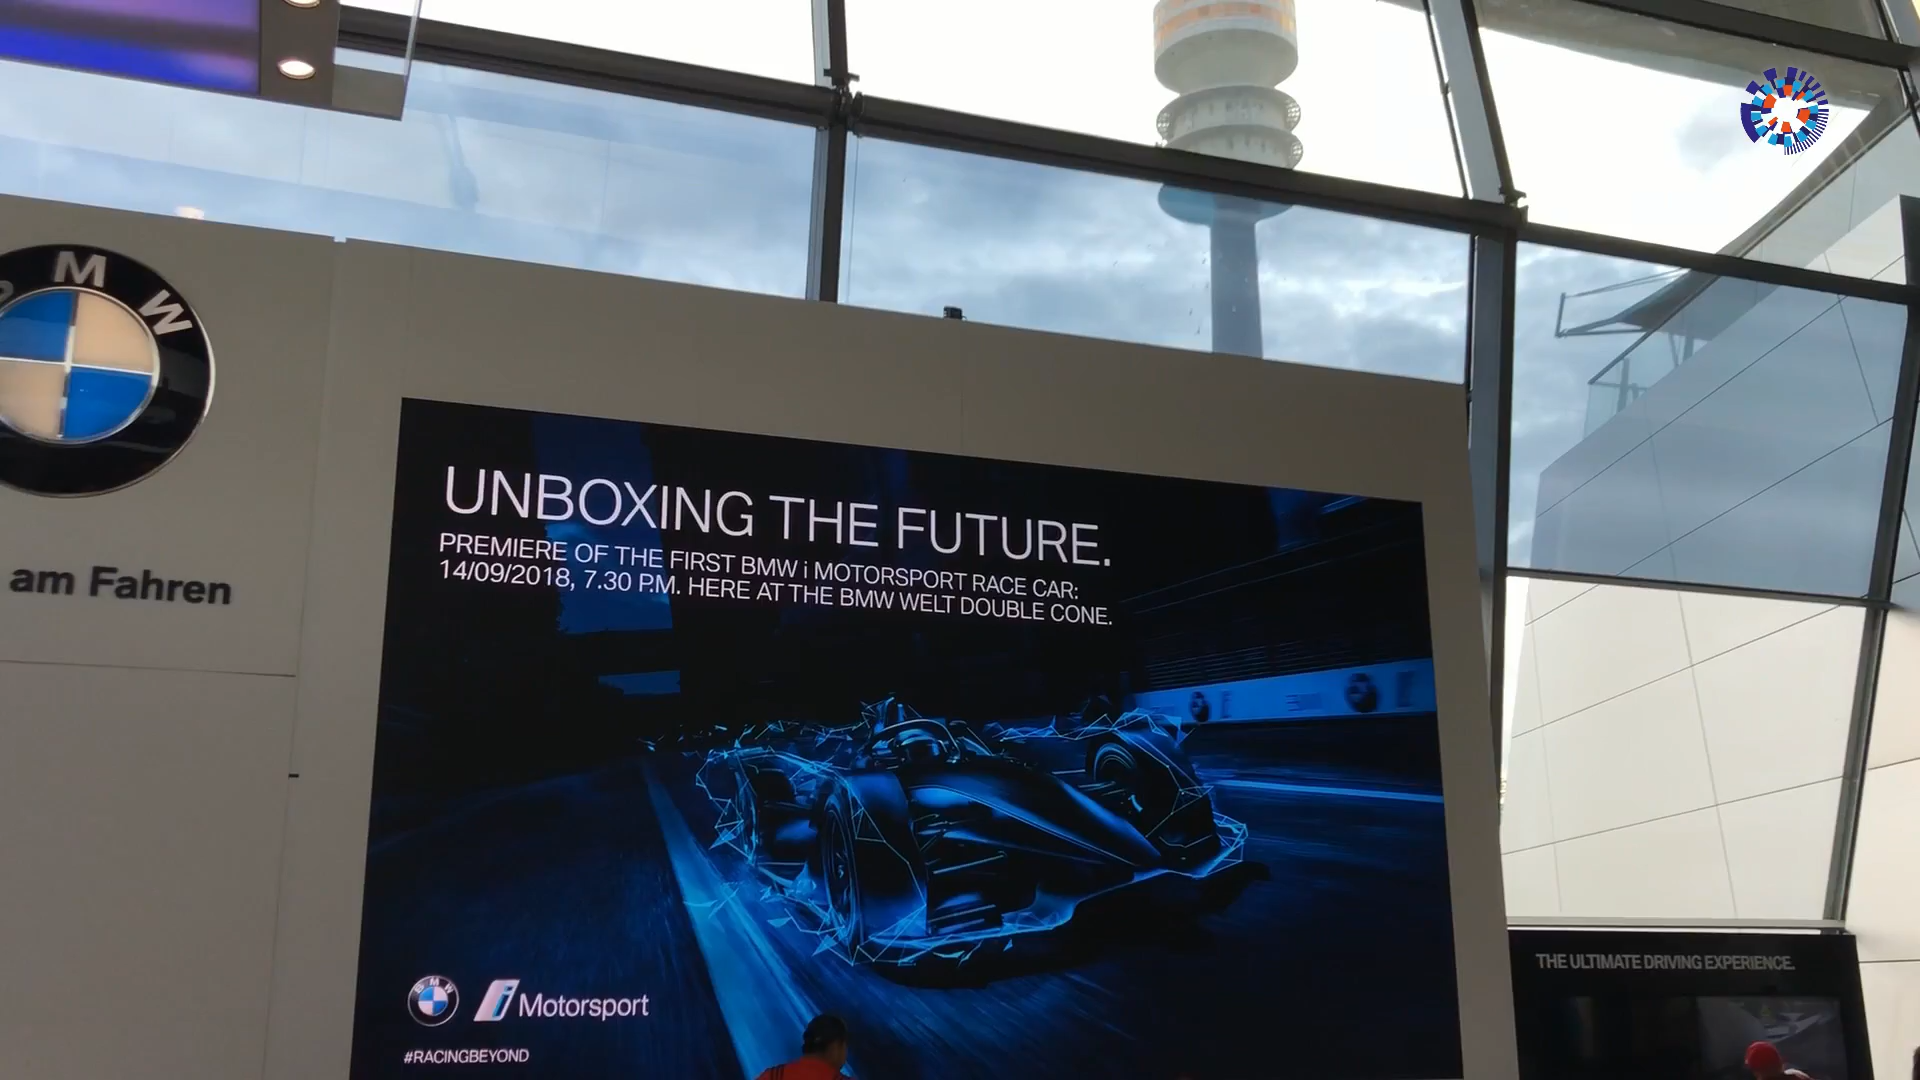 BMW
am Fahren
UNBOXING THE FUTURE.
PREMIERE OF THE FIRST BMW i MOTORSPORT RACE CAR:
14/09/2018, 7.30 P.M. HERE AT THE BMW WELT DOUBLE CONE.
BMW
i Motorsport
#RACINGBEYOND
THE ULTIMATE DRIVING EXPERIENCE.